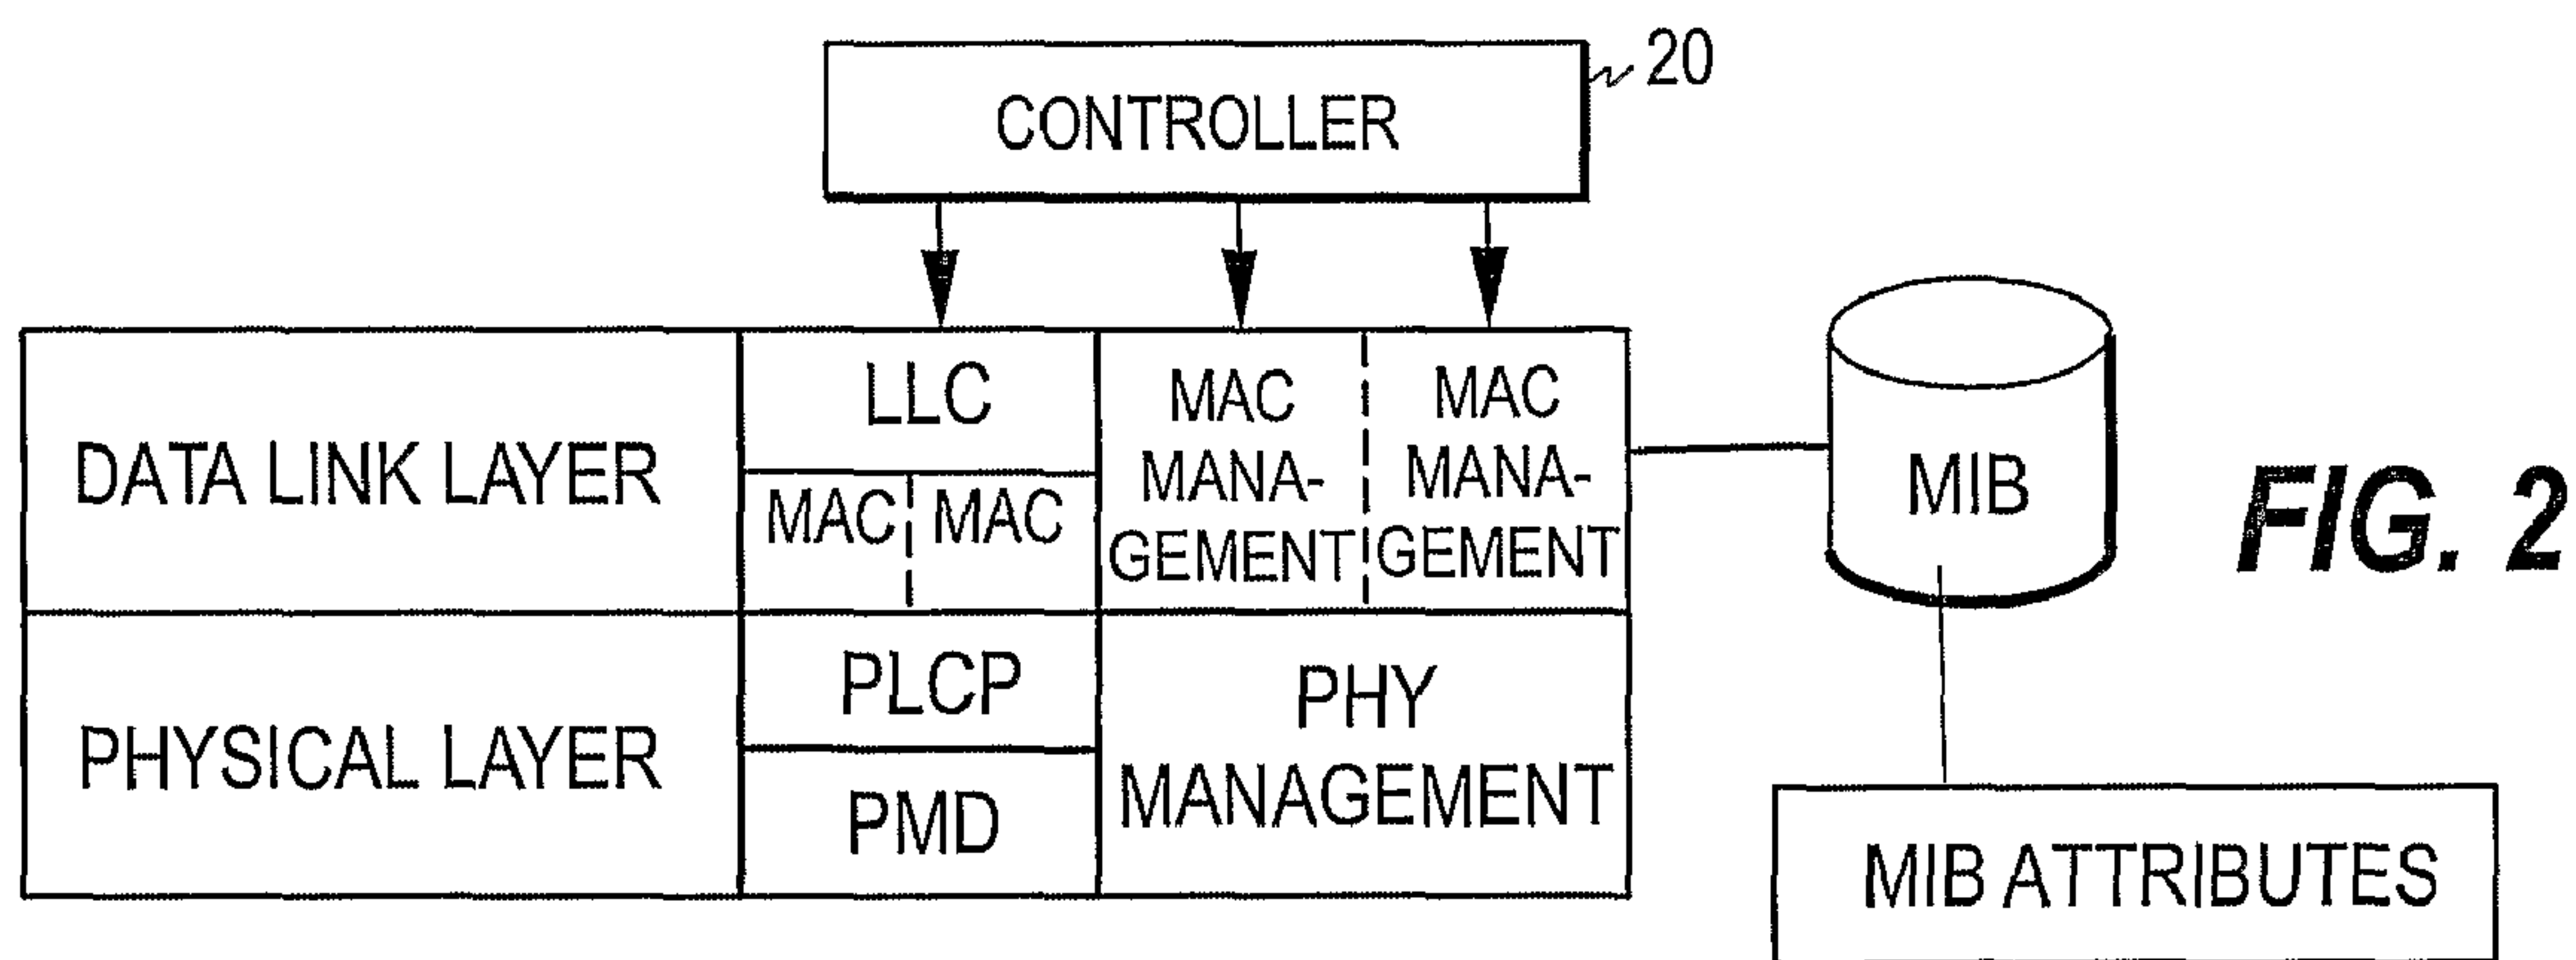 20
CONTROLLER
DATA LINK LAYER
LLC
MAC MAC
MAC
MANA-
GEMENT
MAC
MANA-
GEMENT
MIB
FIG. 2
PHYSICAL LAYER
PLCP
PMD
PHY
MANAGEMENT
MIB ATTRIBUTES